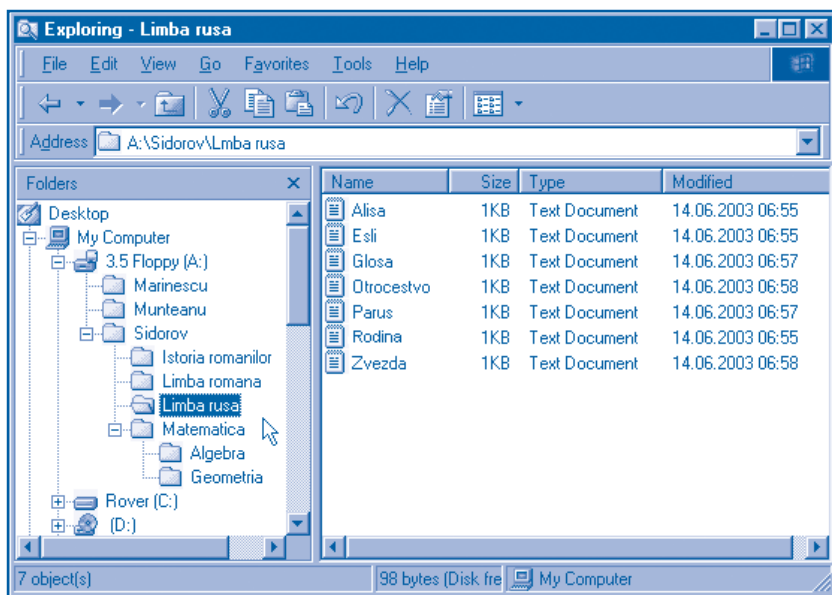 Exploring - Limba rusa
File Edit View Go Favorites Tools Help
Address A:\Sidorov\Lmba rusa
Folders
Desktop
My Computer
3.5 Floppy (A:)
Marinescu
Munteanu
Sidorov
Istoria romanilor
Limba romana
Limba rusa
Matematica
Algebra
Geometria
Rover (C:)
(D:)
Name Size Type Modified
Alisa 1KB Text Document 14.06.2003 06:55
Esli 1KB Text Document 14.06.2003 06:55
Glosa 1KB Text Document 14.06.2003 06:57
Otrocestvo 1KB Text Document 14.06.2003 06:58
Parus 1KB Text Document 14.06.2003 06:57
Rodina 1KB Text Document 14.06.2003 06:55
Zvezda 1KB Text Document 14.06.2003 06:58
7 object(s) 98 bytes (Disk fre My Computer